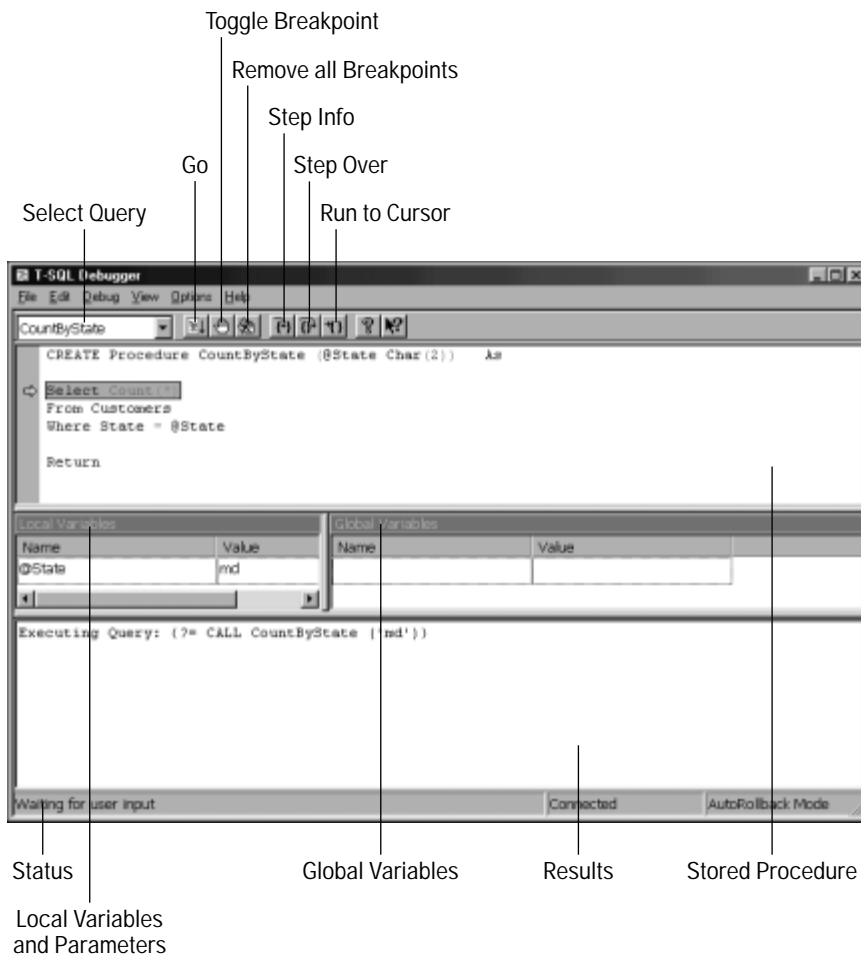 Toggle Breakpoint
Remove all Breakpoints
Step Info
Go
Step Over
Select Query
Run to Cursor
T-SQL Debugger
File Edit Debug View Options Help
CountByState
CREATE Procedure CountByState (@State Char(2)) As
Select Count(*)
From Customers
Where State = @State
Return
Local Variables
Global Variables
Name Value
Name Value
@State md
Executing Query: {?= CALL CountByState ('md')}
Waiting for user input
Connected
AutoRollback Mode
Status
Global Variables
Results
Stored Procedure
Local Variables
and Parameters